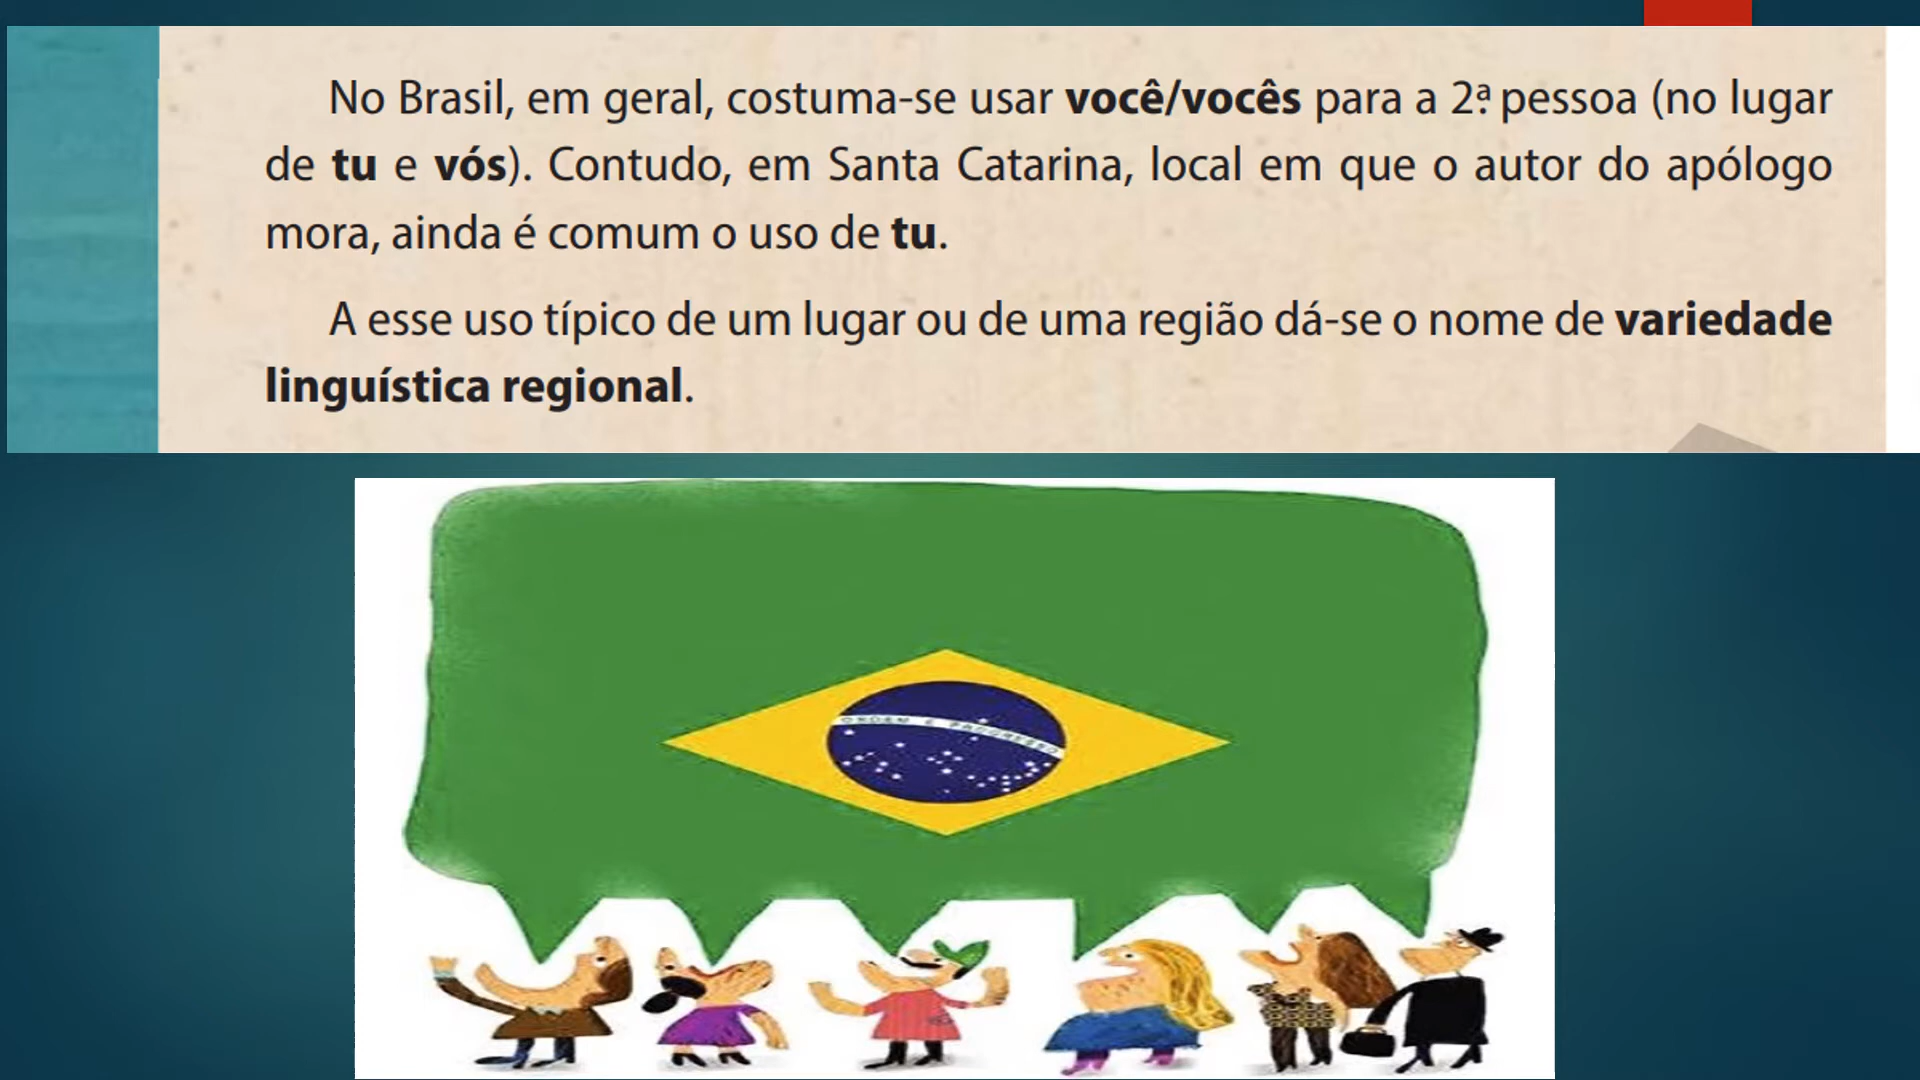 No Brasil, em geral, costuma-se usar você/vocês para a 2ª pessoa (no lugar
de tu e vós). Contudo, em Santa Catarina, local em que o autor do apólogo
mora, ainda é comum o uso de tu.
A esse uso típico de um lugar ou de uma região dá-se o nome de variedade
linguística regional.
ORDEM E PROGRESSO